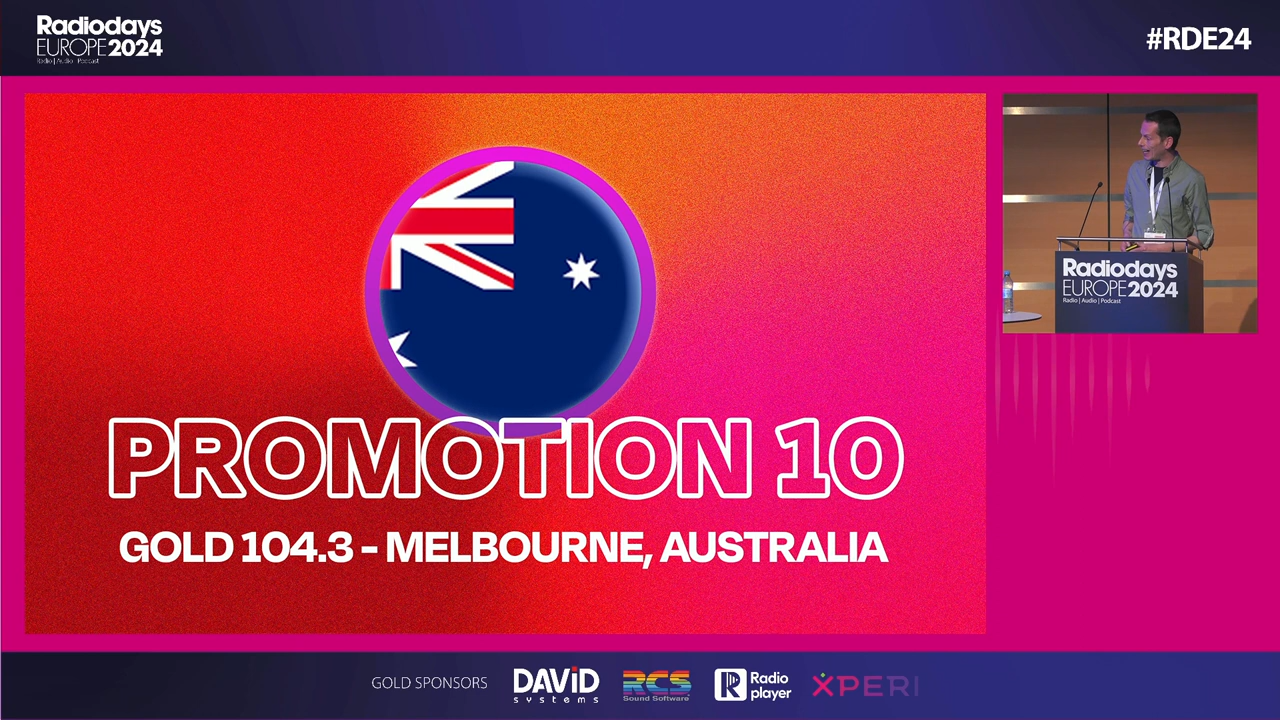 Radiodays
EUROPE 2024
Radio | Audio | Podcast
#RDE24
PROMOTION 10
GOLD 104.3 - MELBOURNE, AUSTRALIA
Radiodays
EUROPE 2024
Radio | Audio | Podcast
GOLD SPONSORS
DAViD
systems
RCS
Sound Software
Radio
player
XPERI